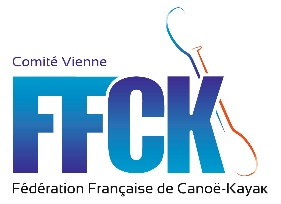 Comité Vienne
FFCK
Fédération Française de Canoë-Kayak